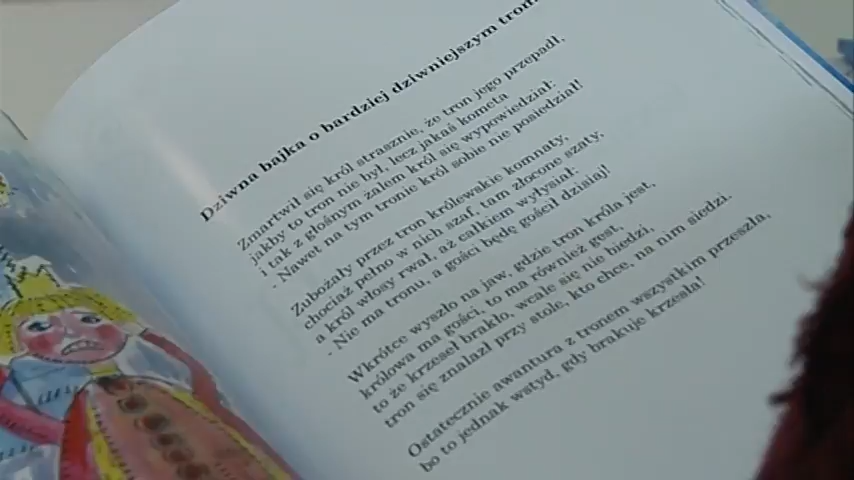 Dziwna bajka o bardziej dziwniejszym
Zmartwił się król strasznie, że tron jego przepadł,
jakby to tron nie był, lecz jakaś kometa
i tak z głośnym żalem król się wypowiedział:
- Nawet na tym tronie król sobie nie posiedział!
Zubożały przez tron królewskie komnaty,
chociaż pełno w nich szaf, tam złocone szaty,
a król włosy rwał, aż całkiem wyłysiał:
- Nie ma tronu, a gości będę gościł dzisiaj!
Wkrótce wyszło na jaw, gdzie tron króla jest,
królowa ma gości, to ma również gest,
to że krzeseł brakło, wcale się nie biedzi,
tron się znalazł przy stole, kto chce, na nim siedzi.
Ostatecznie awantura z tronem wszystkim przeszła,
bo to jednak wstyd, gdy brakuje krzesła!